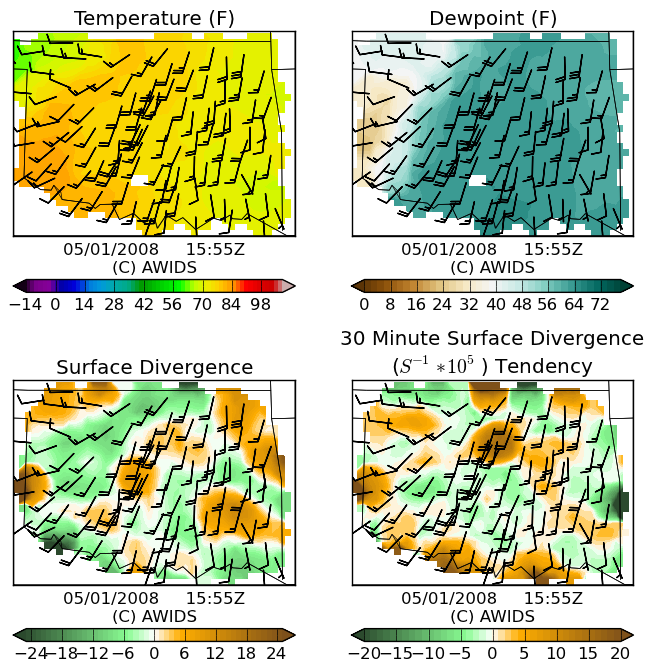 Temperature (F)
Dewpoint (F)
05/01/2008 15:55Z
(C) AWIDS
05/01/2008 15:55Z
(C) AWIDS
−14 0 14 28 42 56 70 84 98
0 8 16 24 32 40 48 56 64 72
Surface Divergence
30 Minute Surface Divergence
(S⁻¹ *10⁵ ) Tendency
05/01/2008 15:55Z
(C) AWIDS
05/01/2008 15:55Z
(C) AWIDS
−24 −18 −12 −6 0 6 12 18 24
−20 −15 −10 −5 0 5 10 15 20